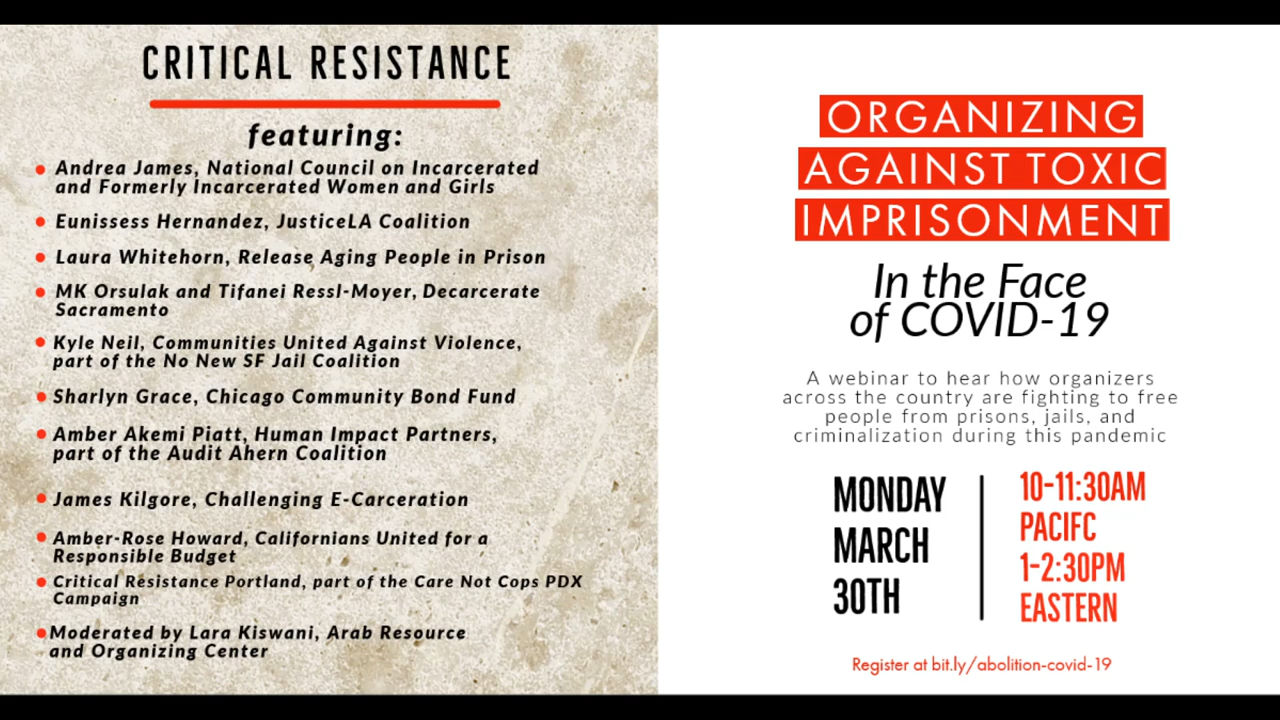 CRITICAL RESISTANCE
featuring:
Andrea James, National Council on Incarcerated
and Formerly Incarcerated Women and Girls
Eunissess Hernandez, JusticeLA Coalition
Laura Whitehorn, Release Aging People in Prison
MK Orsulak and Tifanei Ressl-Moyer, Decarcerate
Sacramento
Kyle Neil, Communities United Against Violence,
part of the No New SF Jail Coalition
Sharlyn Grace, Chicago Community Bond Fund
Amber Akemi Piatt, Human Impact Partners,
part of the Audit Ahern Coalition
James Kilgore, Challenging E-Carceration
Amber-Rose Howard, Californians United for a
Responsible Budget
Critical Resistance Portland, part of the Care Not Cops PDX
Campaign
Moderated by Lara Kiswani, Arab Resource
and Organizing Center
ORGANIZING
AGAINST TOXIC
IMPRISONMENT
In the Face
of COVID-19
A webinar to hear how organizers
across the country are fighting to free
people from prisons, jails, and
criminalization during this pandemic
MONDAY
MARCH
30TH
10-11:30AM
PACIFC
1-2:30PM
EASTERN
Register at bit.ly/abolition-covid-19